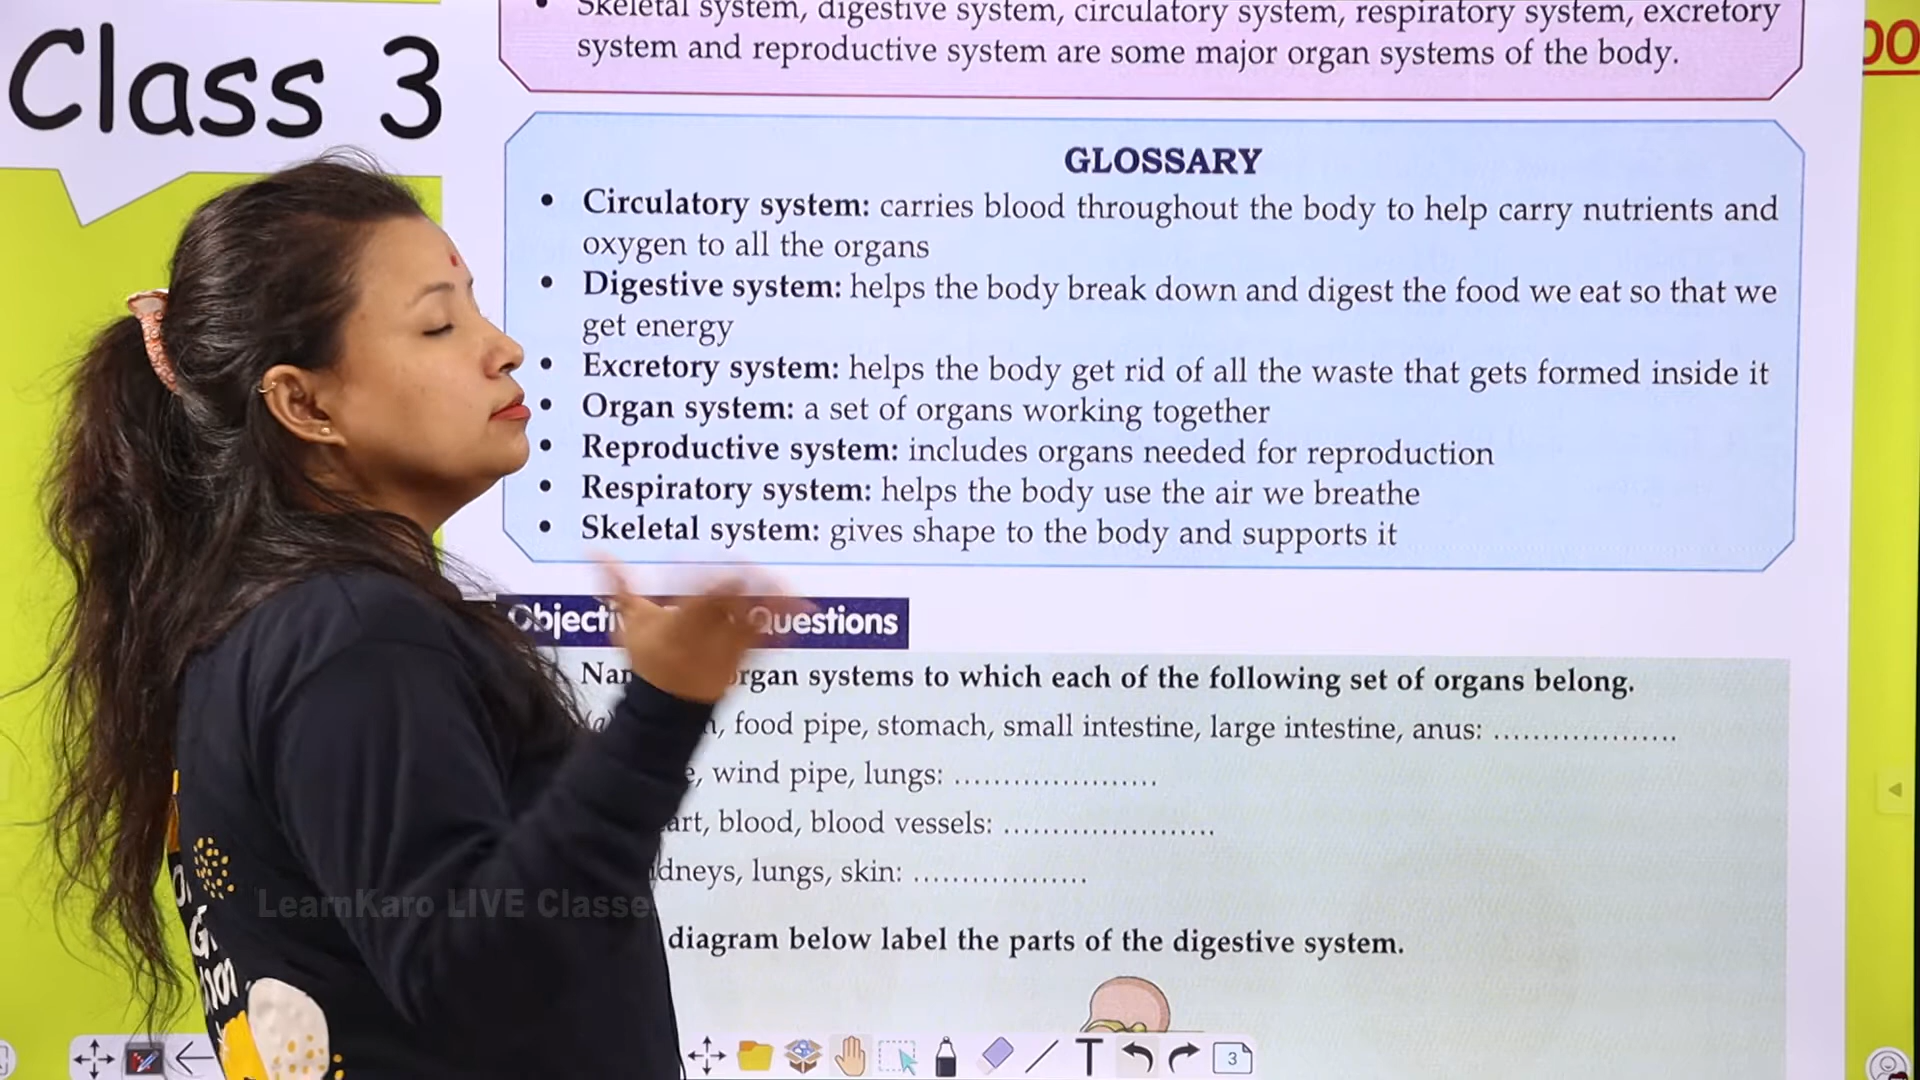 Class 3
Skeletal system, digestive system, circulatory system, respiratory system, excretory
system and reproductive system are some major organ systems of the body.
GLOSSARY
• Circulatory system: carries blood throughout the body to help carry nutrients and
oxygen to all the organs
• Digestive system: helps the body break down and digest the food we eat so that we
get energy
• Excretory system: helps the body get rid of all the waste that gets formed inside it
• Organ system: a set of organs working together
• Reproductive system: includes organs needed for reproduction
• Respiratory system: helps the body use the air we breathe
• Skeletal system: gives shape to the body and supports it
Questions
organ systems to which each of the following set of organs belong.
food pipe, stomach, small intestine, large intestine, anus: ...................
wind pipe, lungs: .....................
blood, blood vessels: ......................
lungs, skin: ..................
diagram below label the parts of the digestive system.
LearnKaro LIVE Classe
T
3